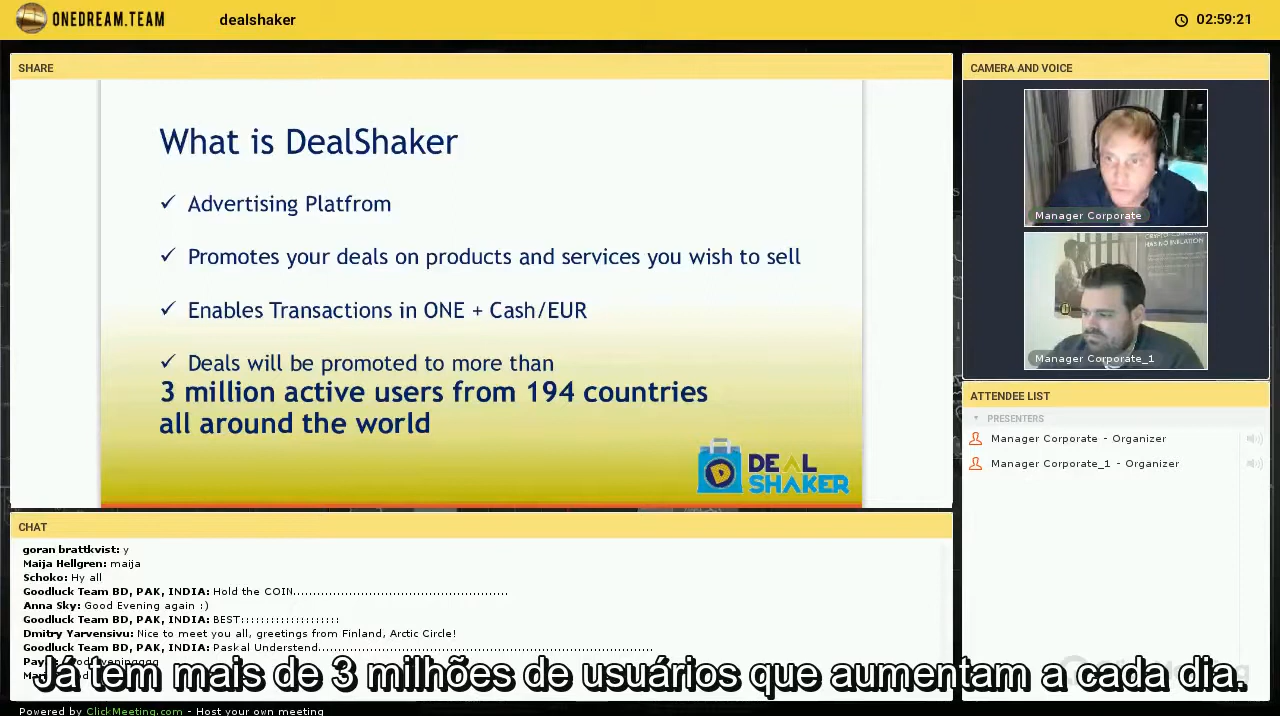 ONEDREAM.TEAM
dealshaker
02:59:21
SHARE
What is DealShaker
✓ Advertising Platfrom
✓ Promotes your deals on products and services you wish to sell
✓ Enables Transactions in ONE + Cash/EUR
✓ Deals will be promoted to more than
3 million active users from 194 countries
all around the world
DEAL
SHAKER
CAMERA AND VOICE
Manager Corporate
HAS NO INFLATION
Manager Corporate_1
ATTENDEE LIST
PRESENTERS
Manager Corporate - Organizer
Manager Corporate_1 - Organizer
CHAT
goran brattkvist: y
Maija Hellgren: maija
Schoko: Hy all
Goodluck Team BD, PAK, INDIA: Hold the COIN..................................................
Anna Sky: Good Evening again :)
Goodluck Team BD, PAK, INDIA: BEST::::::::::::::::::::
Dmitry Yarvensivu: Nice to meet you all, greetings from Finland, Arctic Circle!
Goodluck Team BD, PAK, INDIA: Paskal Understend..............................................................................
Já tem mais de 3 milhões de usuários que aumentam a cada dia.
Powered by ClickMeeting.com - Host your own meeting